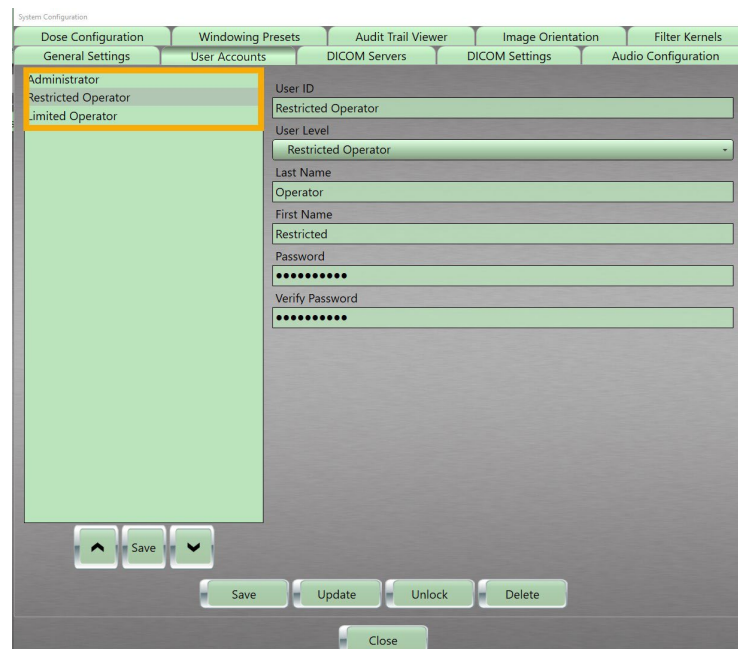 System Configuration
Dose Configuration Windowing Presets Audit Trail Viewer Image Orientation Filter Kernels
General Settings User Accounts DICOM Servers DICOM Settings Audio Configuration
Administrator
Restricted Operator
Limited Operator
User ID
Restricted Operator
User Level
Restricted Operator
Last Name
Operator
First Name
Restricted
Password
••••••••••
Verify Password
••••••••••
Save
Save Update Unlock Delete
Close